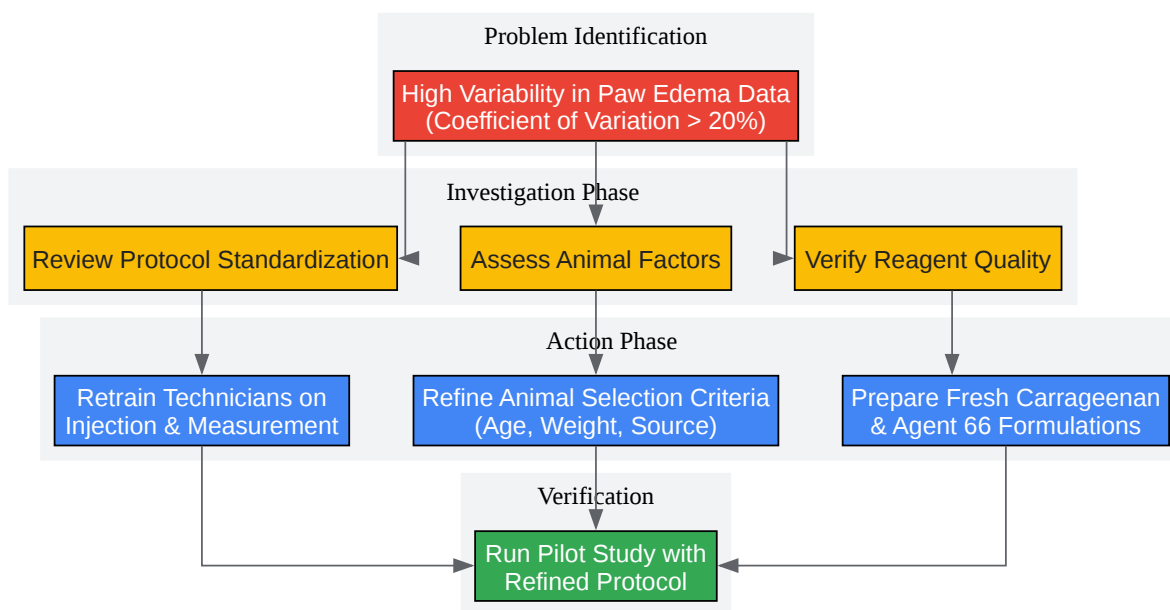 Problem Identification
High Variability in Paw Edema Data
(Coefficient of Variation > 20%)
Investigation Phase
Review Protocol Standardization
Assess Animal Factors
Verify Reagent Quality
Action Phase
Retrain Technicians on
Injection & Measurement
Refine Animal Selection Criteria
(Age, Weight, Source)
Prepare Fresh Carrageenan
& Agent 66 Formulations
Verification
Run Pilot Study with
Refined Protocol